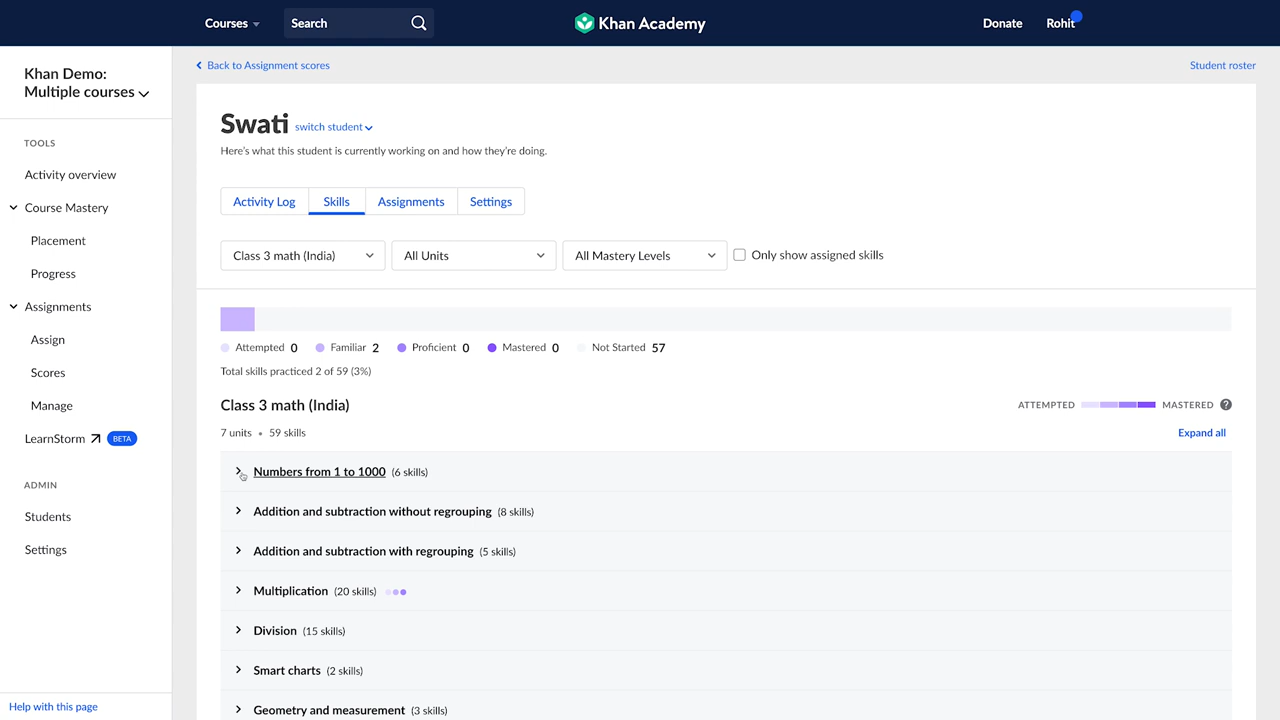 Courses
Search
Khan Academy
Donate
Rohit
Khan Demo:
Multiple courses
TOOLS
Activity overview
Course Mastery
Placement
Progress
Assignments
Assign
Scores
Manage
LearnStorm BETA
ADMIN
Students
Settings
Help with this page
Back to Assignment scores
Student roster
Swati switch student
Here's what this student is currently working on and how they're doing.
Activity Log Skills Assignments Settings
Class 3 math (India) All Units All Mastery Levels Only show assigned skills
Attempted 0 Familiar 2 Proficient 0 Mastered 0 Not Started 57
Total skills practiced 2 of 59 (3%)
Class 3 math (India)
ATTEMPTED MASTERED ?
7 units • 59 skills
Expand all
Numbers from 1 to 1000 (6 skills)
Addition and subtraction without regrouping (8 skills)
Addition and subtraction with regrouping (5 skills)
Multiplication (20 skills)
Division (15 skills)
Smart charts (2 skills)
Geometry and measurement (3 skills)